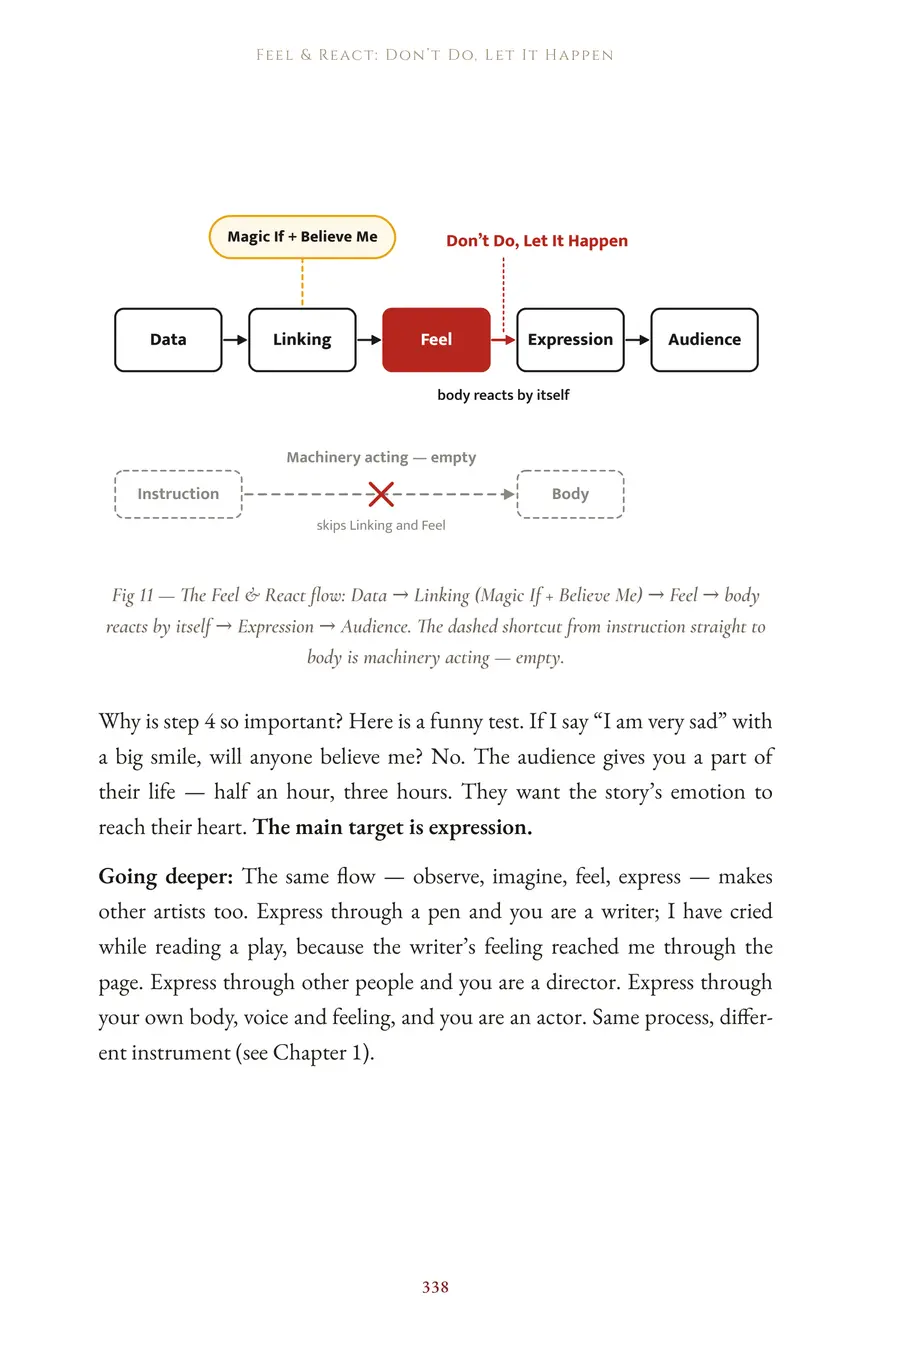 FEEL & REACT: DON'T DO, LET IT HAPPEN
Magic If + Believe Me
Don't Do, Let It Happen
Data
Linking
Feel
Expression
Audience
body reacts by itself
Machinery acting — empty
Instruction
Body
skips Linking and Feel
Fig 11 — The Feel & React flow: Data → Linking (Magic If + Believe Me) → Feel → body
reacts by itself → Expression → Audience. The dashed shortcut from instruction straight to
body is machinery acting — empty.
Why is step 4 so important? Here is a funny test. If I say “I am very sad” with
a big smile, will anyone believe me? No. The audience gives you a part of
their life — half an hour, three hours. They want the story’s emotion to
reach their heart. The main target is expression.
Going deeper: The same flow — observe, imagine, feel, express — makes
other artists too. Express through a pen and you are a writer; I have cried
while reading a play, because the writer’s feeling reached me through the
page. Express through other people and you are a director. Express through
your own body, voice and feeling, and you are an actor. Same process, differ-
ent instrument (see Chapter 1).
338